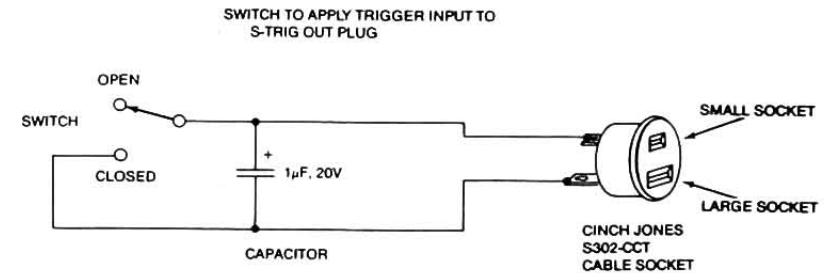 SWITCH TO APPLY TRIGGER INPUT TO
S-TRIG OUT PLUG
OPEN
SWITCH
CLOSED
+
1µF, 20V
CAPACITOR
SMALL SOCKET
LARGE SOCKET
CINCH JONES
S302-CCT
CABLE SOCKET